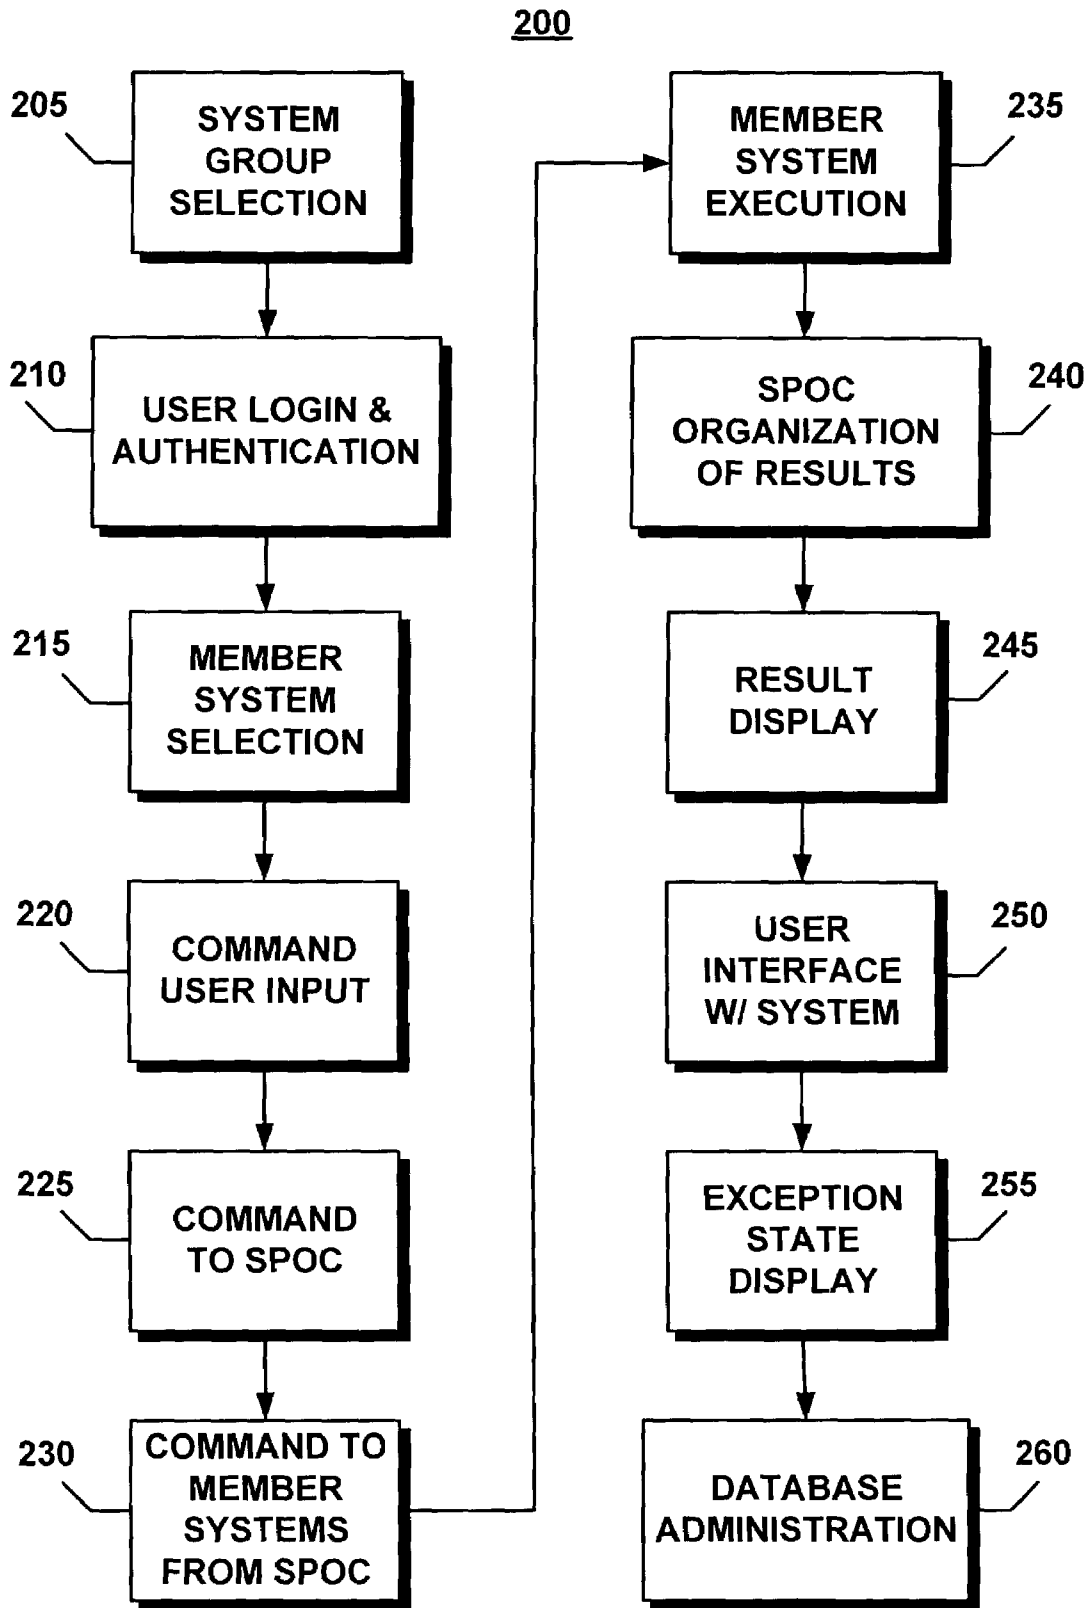 200
205
SYSTEM
GROUP
SELECTION
210
USER LOGIN &
AUTHENTICATION
215
MEMBER
SYSTEM
SELECTION
220
COMMAND
USER INPUT
225
COMMAND
TO SPOC
230
COMMAND TO
MEMBER
SYSTEMS
FROM SPOC
235
MEMBER
SYSTEM
EXECUTION
240
SPOC
ORGANIZATION
OF RESULTS
245
RESULT
DISPLAY
250
USER
INTERFACE
W/ SYSTEM
255
EXCEPTION
STATE
DISPLAY
260
DATABASE
ADMINISTRATION